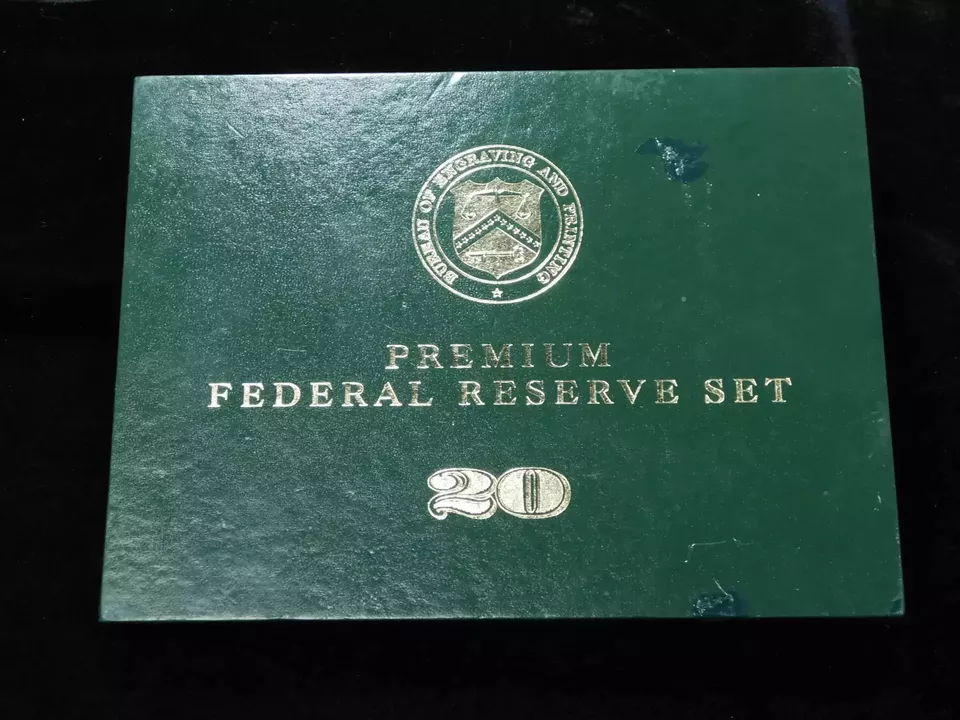 BUREAU OF ENGRAVING AND PRINTING
PREMIUM
FEDERAL RESERVE SET
20